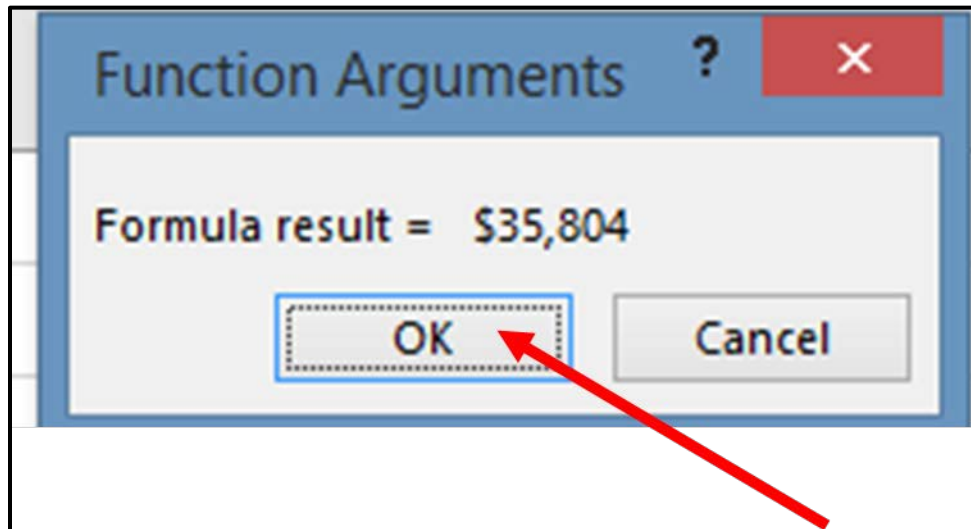 Function Arguments ?
Formula result = $35,804
OK Cancel